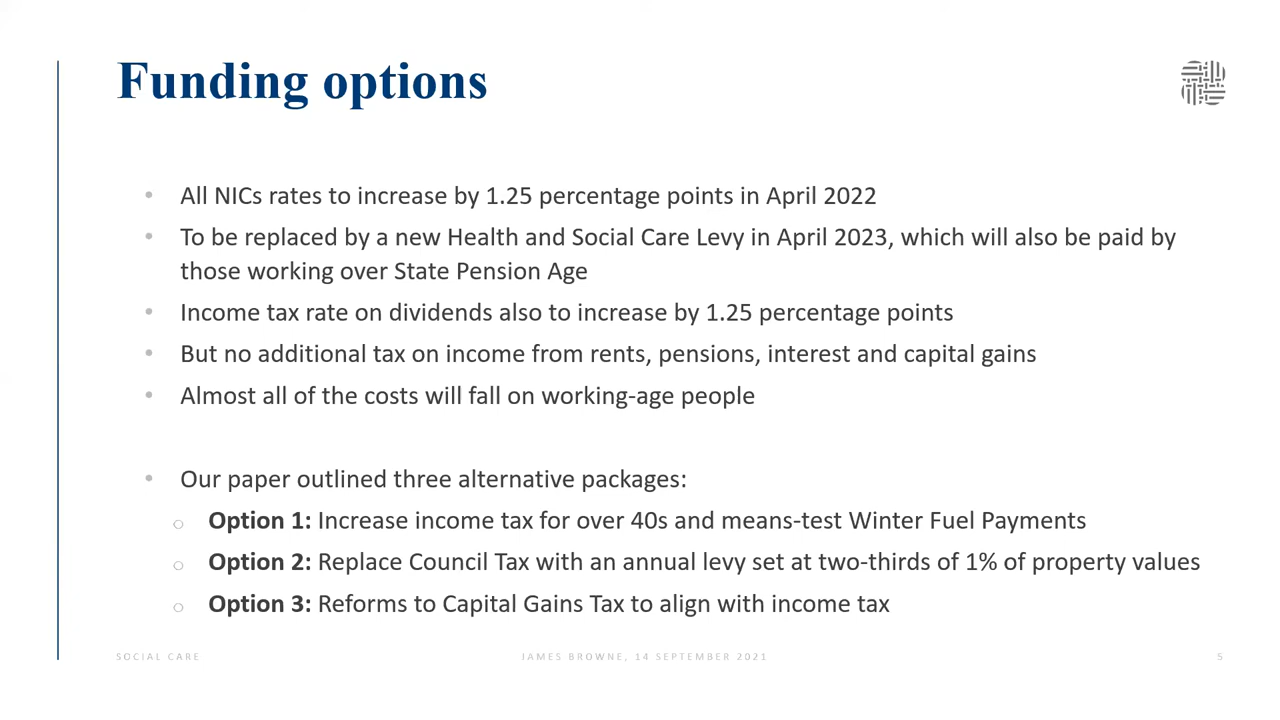 Funding options
• All NICs rates to increase by 1.25 percentage points in April 2022
• To be replaced by a new Health and Social Care Levy in April 2023, which will also be paid by
those working over State Pension Age
• Income tax rate on dividends also to increase by 1.25 percentage points
• But no additional tax on income from rents, pensions, interest and capital gains
• Almost all of the costs will fall on working-age people
• Our paper outlined three alternative packages:
○ Option 1: Increase income tax for over 40s and means-test Winter Fuel Payments
○ Option 2: Replace Council Tax with an annual levy set at two-thirds of 1% of property values
○ Option 3: Reforms to Capital Gains Tax to align with income tax
SOCIAL CARE JAMES BROWNE, 14 SEPTEMBER 2021 5